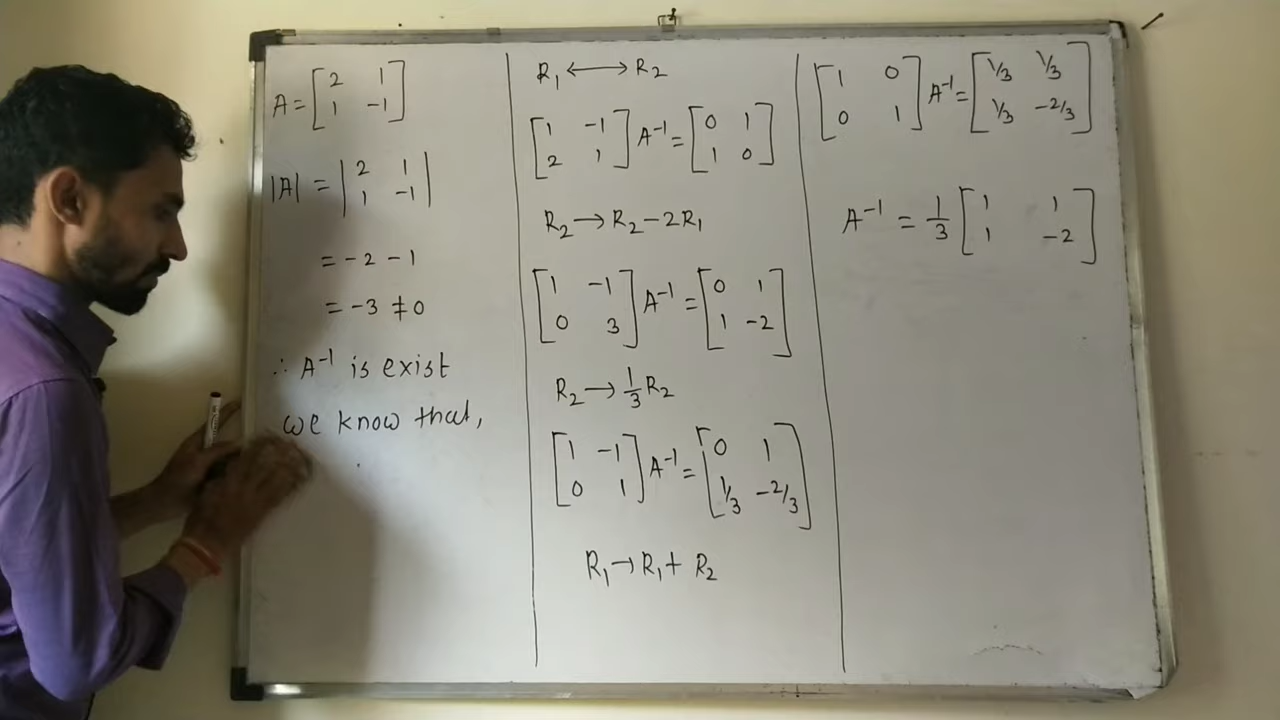 A = [ 2 1
1 -1 ]
|A| = | 2 1
1 -1 |
= -2 -1
= -3 ≠ 0
∴ A⁻¹ is exist
we know that,
R₁ ⟷ R₂
[ 1 -1
2 1 ] A⁻¹ = [ 0 1
1 0 ]
R₂ → R₂ - 2R₁
[ 1 -1
0 3 ] A⁻¹ = [ 0 1
1 -2 ]
R₂ → 1/3 R₂
[ 1 -1
0 1 ] A⁻¹ = [ 0 1
1/3 -2/3 ]
R₁ → R₁ + R₂
[ 1 0
0 1 ] A⁻¹ = [ 1/3 1/3
1/3 -2/3 ]
A⁻¹ = 1/3 [ 1 1
1 -2 ]